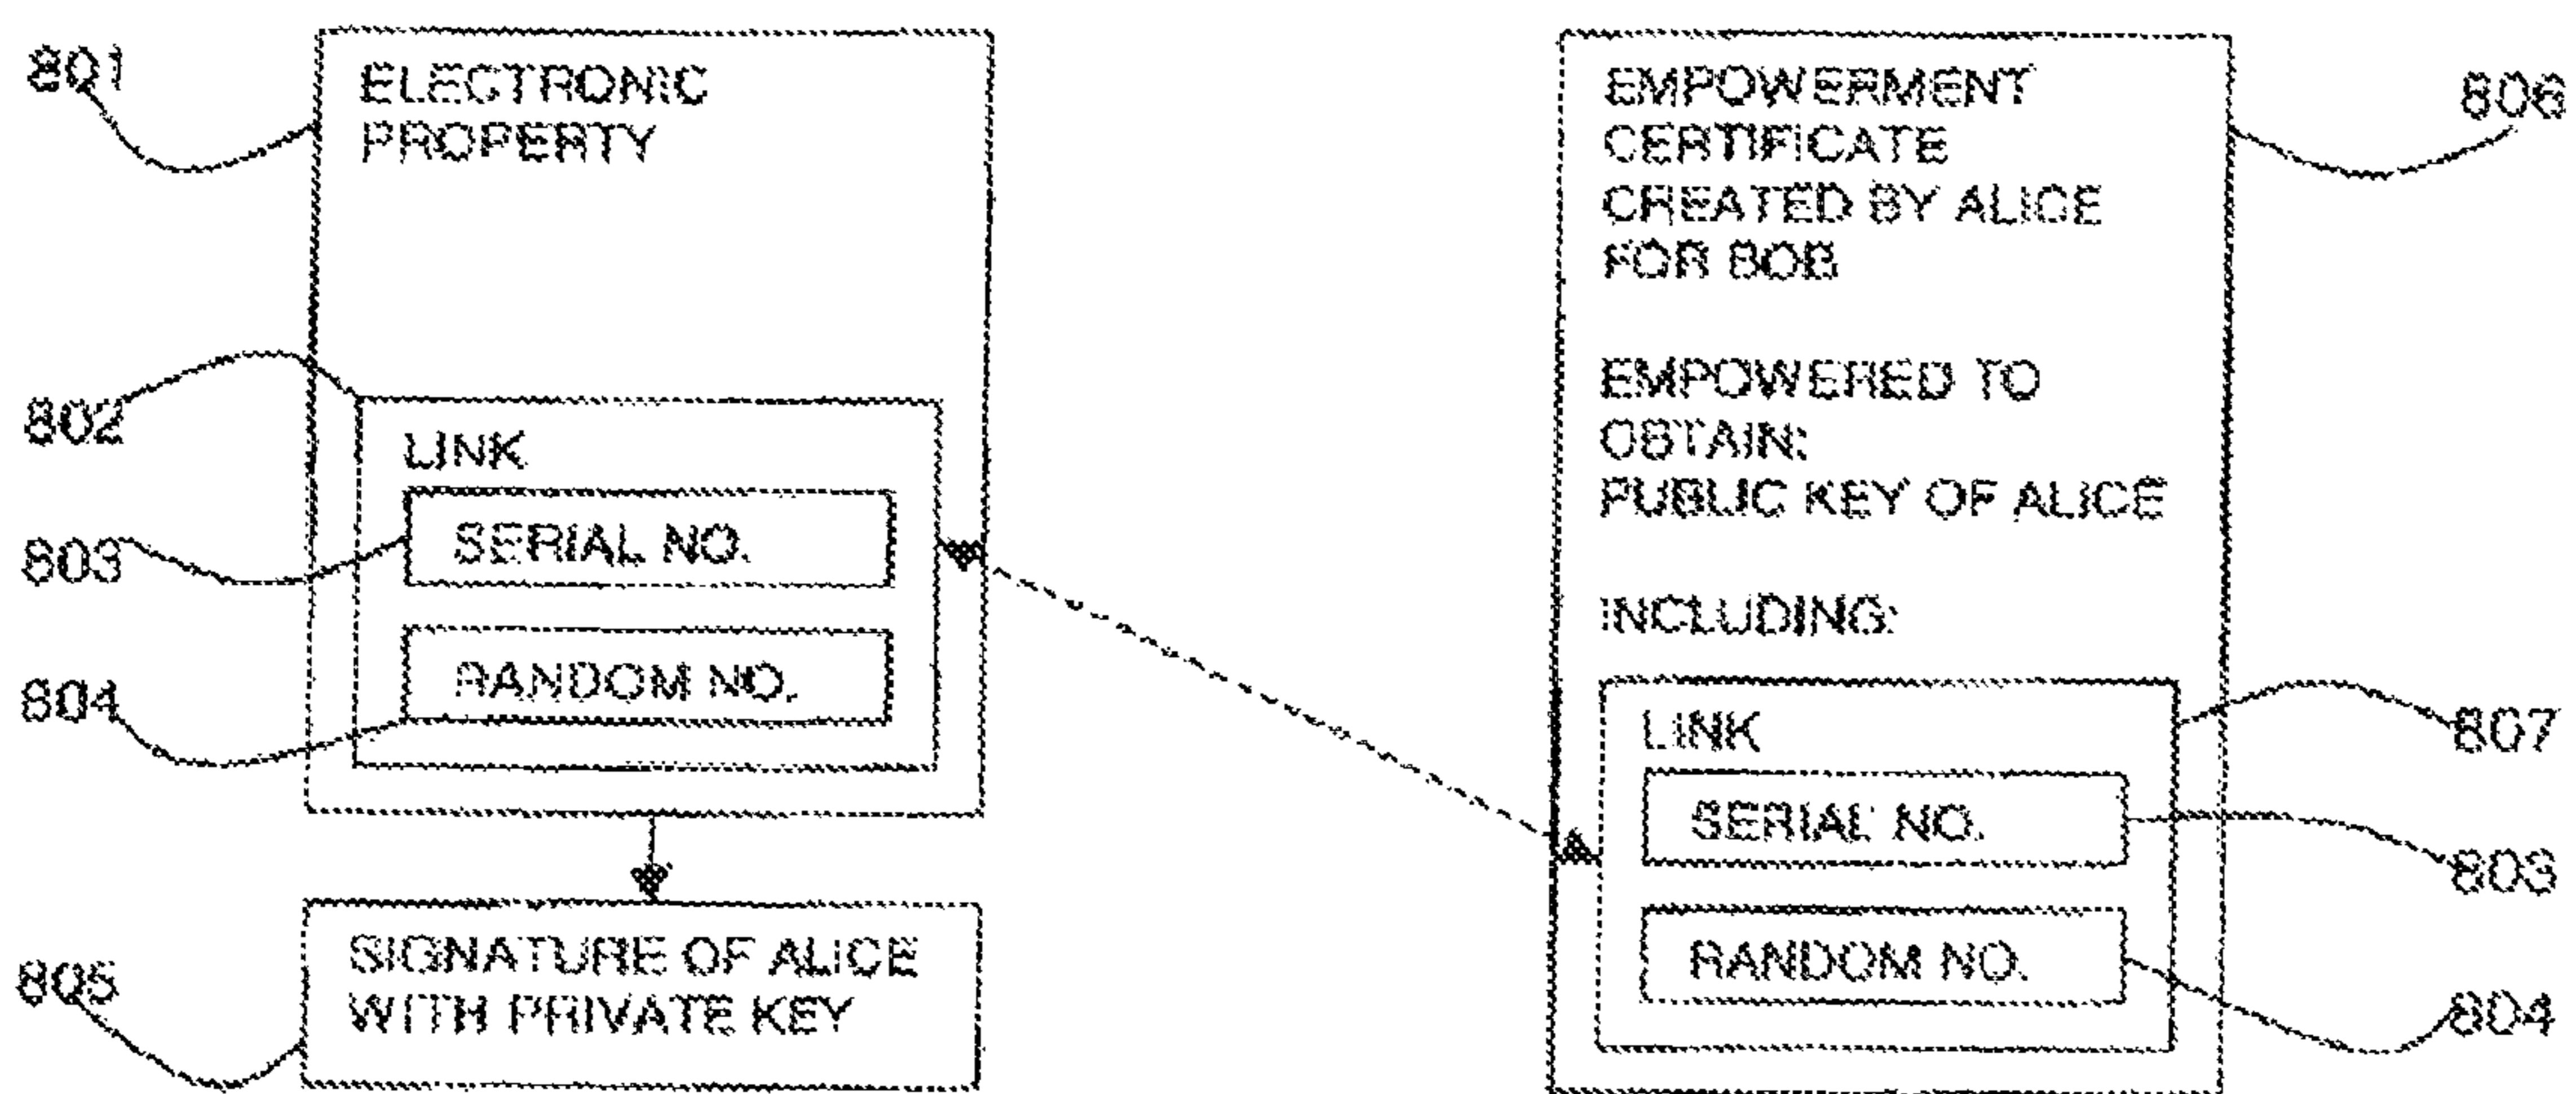 801
ELECTRONIC
PROPERTY
802
LINK
803
SERIAL NO.
804
RANDOM NO.
805
SIGNATURE OF ALICE
WITH PRIVATE KEY
806
EMPOWERMENT
CERTIFICATE
CREATED BY ALICE
FOR BOB
EMPOWERED TO
OBTAIN:
PUBLIC KEY OF ALICE
INCLUDING:
807
LINK
SERIAL NO.
803
RANDOM NO.
804